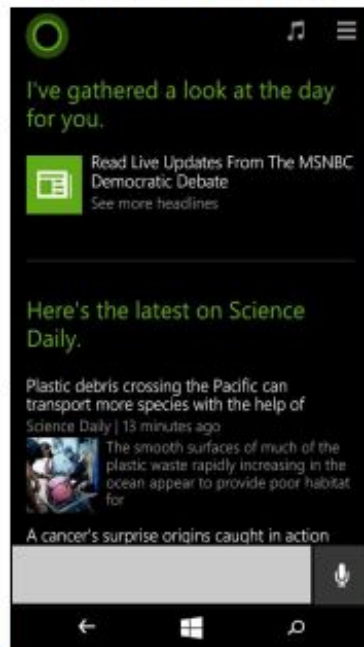 I've gathered a look at the day
for you.
Read Live Updates From The MSNBC
Democratic Debate
See more headlines
Here's the latest on Science
Daily.
Plastic debris crossing the Pacific can
transport more species with the help of
Science Daily | 13 minutes ago
The smooth surfaces of much of the
plastic waste rapidly increasing in the
ocean appear to provide poor habitat
for
A cancer's surprise origins caught in action